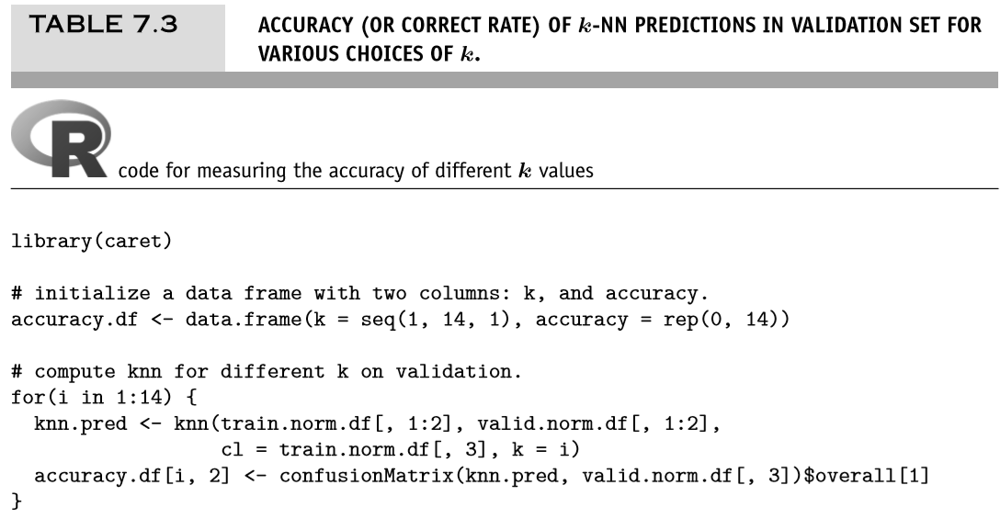 TABLE 7.3
ACCURACY (OR CORRECT RATE) OF k-NN PREDICTIONS IN VALIDATION SET FOR
VARIOUS CHOICES OF k.
R
code for measuring the accuracy of different k values
library(caret)
# initialize a data frame with two columns: k, and accuracy.
accuracy.df <- data.frame(k = seq(1, 14, 1), accuracy = rep(0, 14))
# compute knn for different k on validation.
for(i in 1:14) {
  knn.pred <- knn(train.norm.df[, 1:2], valid.norm.df[, 1:2],
                  cl = train.norm.df[, 3], k = i)
  accuracy.df[i, 2] <- confusionMatrix(knn.pred, valid.norm.df[, 3])$overall[1]
}